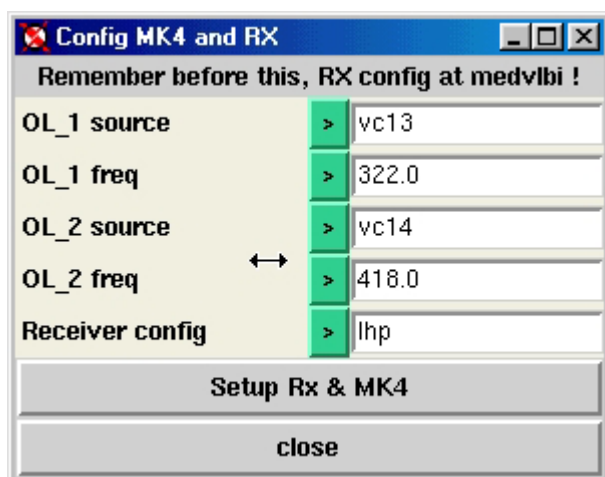 Config MK4 and RX
Remember before this, RX config at medvlbi !
OL_1 source > vc13
OL_1 freq > 322.0
OL_2 source > vc14
OL_2 freq > 418.0
Receiver config > lhp
Setup Rx & MK4
close